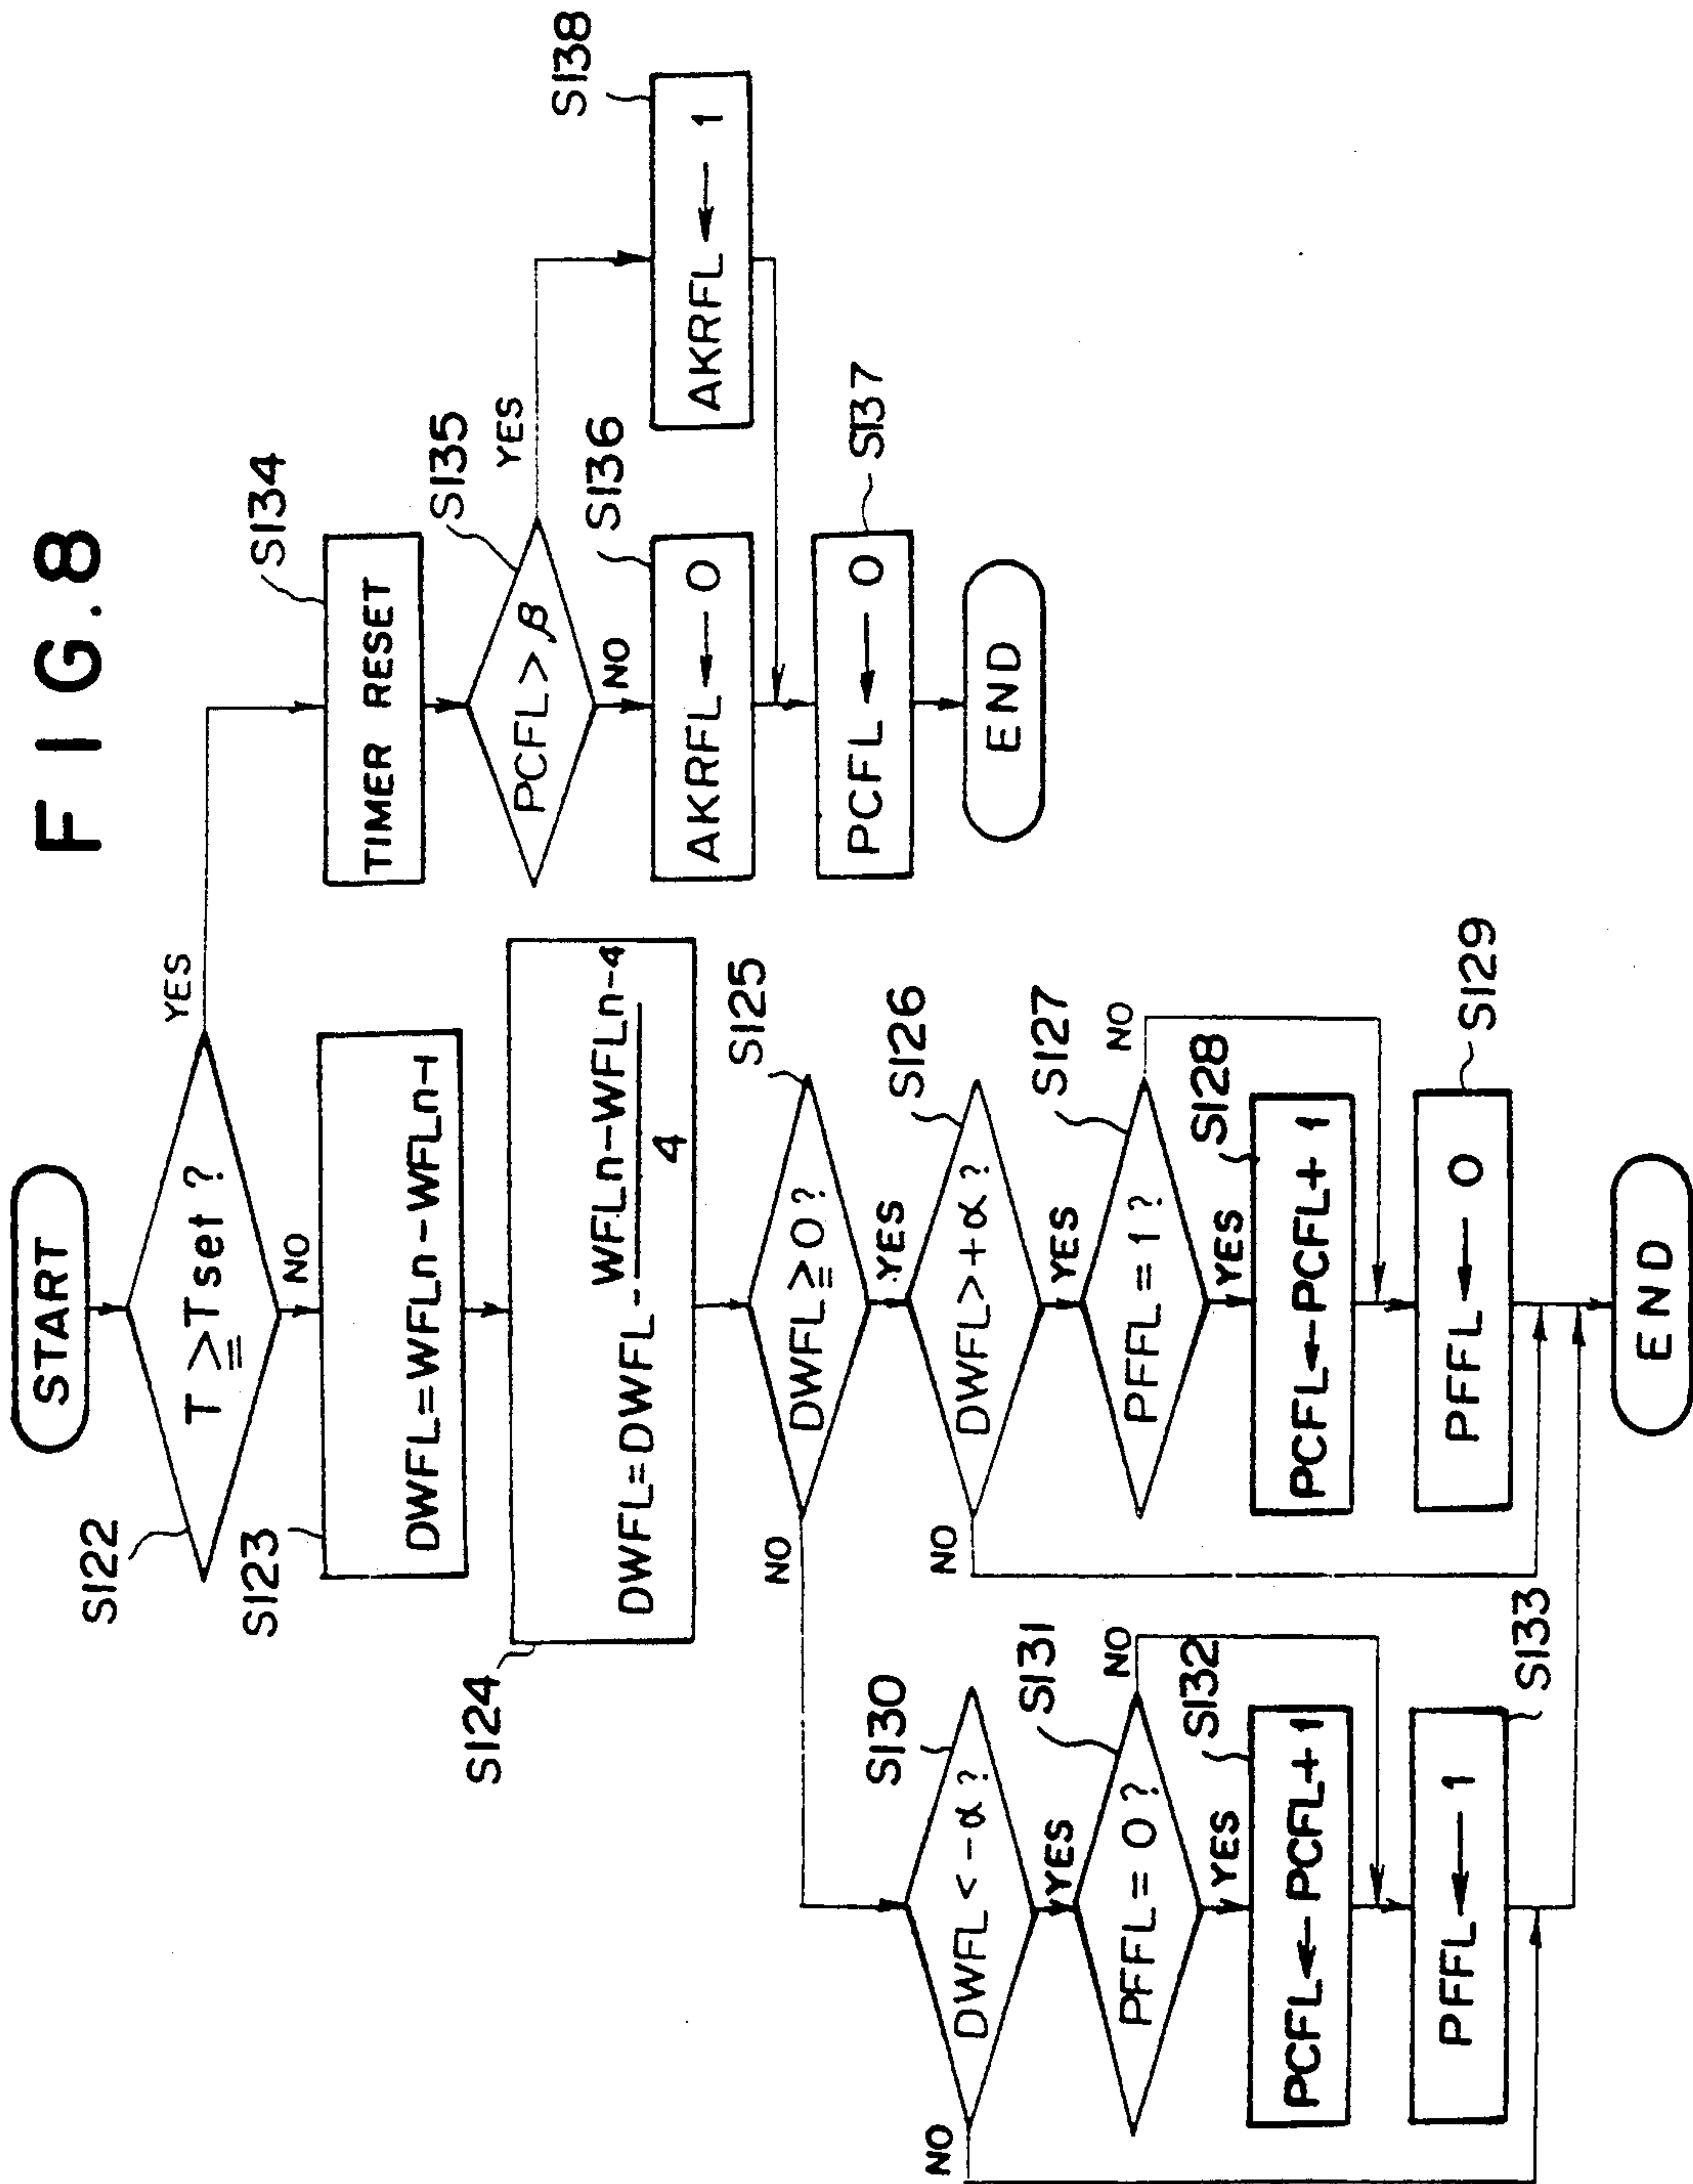 FIG.8
START
S122
T ≧ Tset ?
YES
NO
S123
DWFL=WFLn-WFLn-1
S124
DWFL=DWFL-WFLn-WFLn-4
4
S125
DWFL≧0?
NO
YES
S126
DWFL>+α?
NO
YES
S127
PFFL=1?
NO
YES
S128
PCFL←PCFL+1
S129
PFFL←0
S130
DWFL<-α?
NO
YES
S131
PFFL=0?
NO
YES
S132
PCFL←PCFL+1
S133
PFFL←1
END
S134
TIMER RESET
S135
PCFL>β
YES
NO
S136
AKRFL←0
S138
AKRFL←1
S137
PCFL←0
END